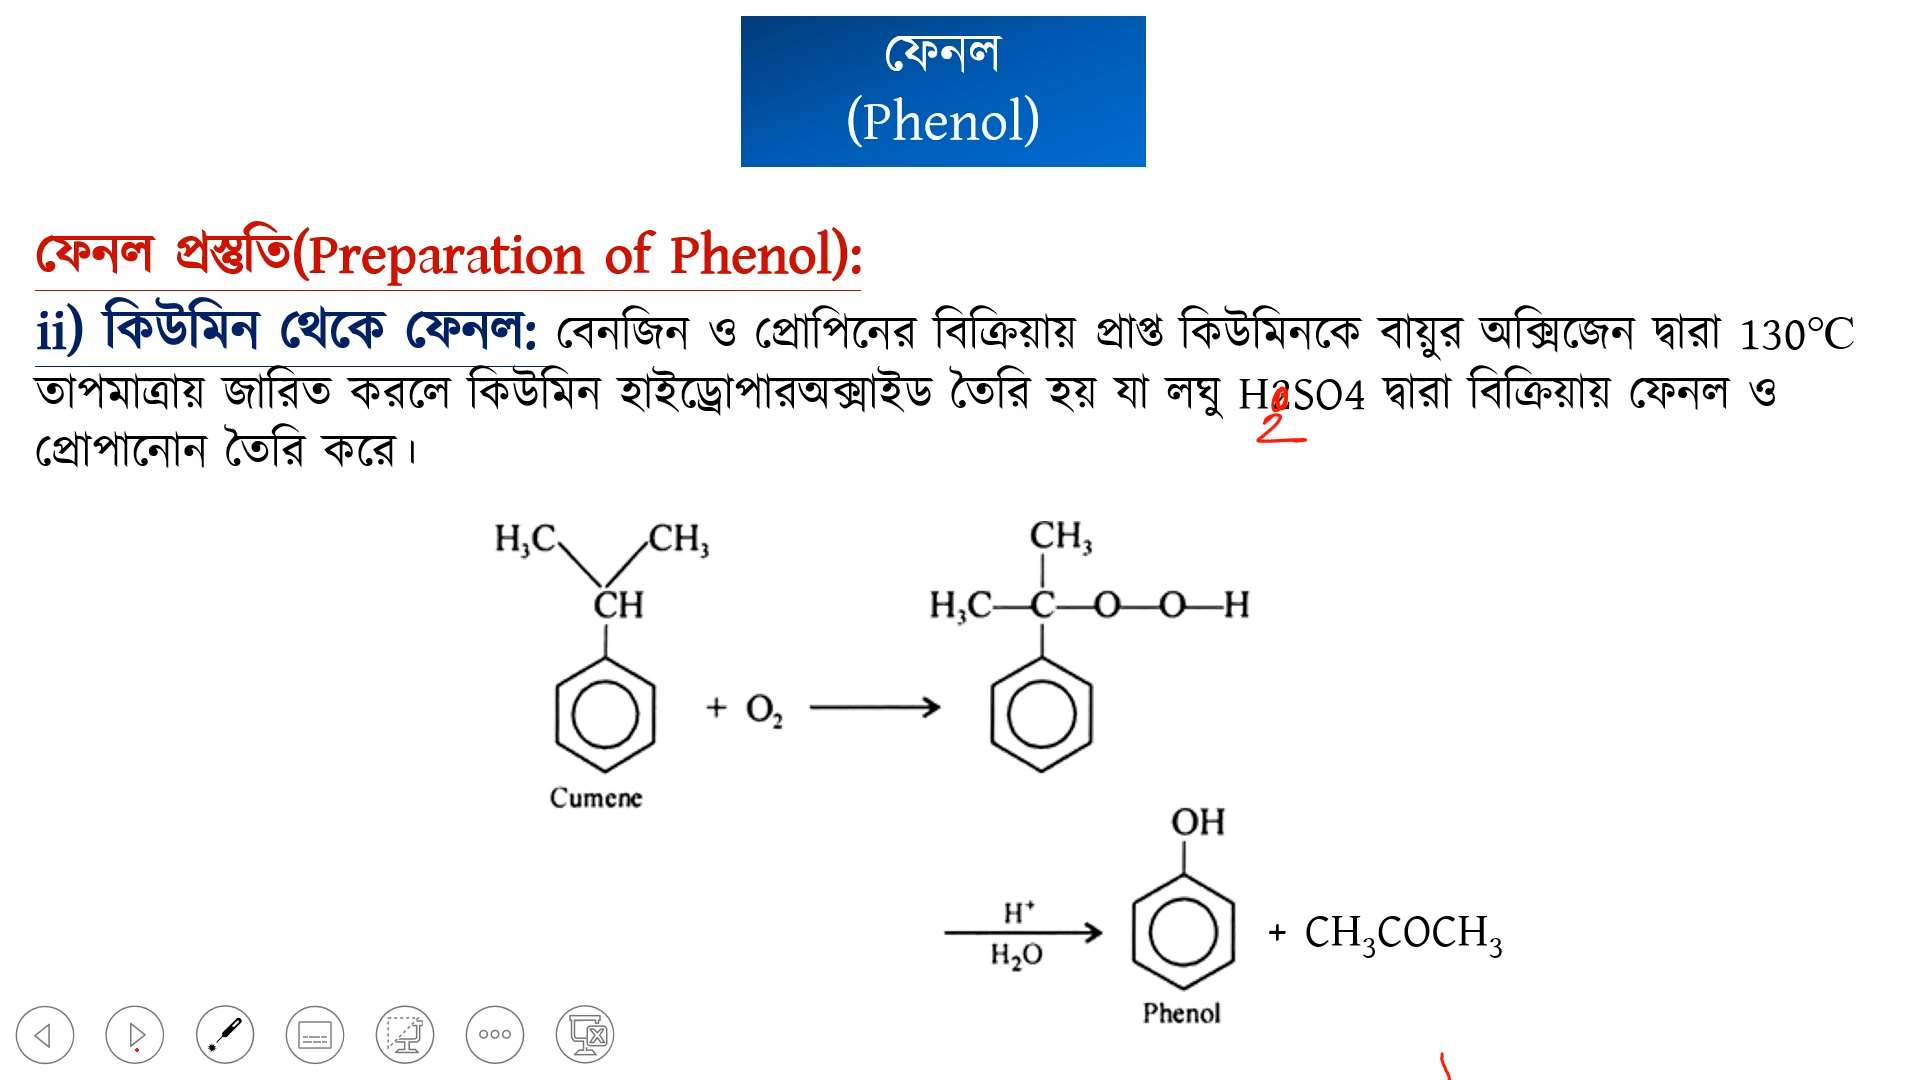 ফেনল
(Phenol)
ফেনল প্রস্তুতি(Preparation of Phenol):
ii) কিউমিন থেকে ফেনল: বেনজিন ও প্রোপিনের বিক্রিয়ায় প্রাপ্ত কিউমিনকে বায়ুর অক্সিজেন দ্বারা 130°C
তাপমাত্রায় জারিত করলে কিউমিন হাইড্রোপারঅক্সাইড তৈরি হয় যা লঘু H2SO4 দ্বারা বিক্রিয়ায় ফেনল ও
2
প্রোপানোন তৈরি করে।
H₃C CH₃
CH
+ O₂
Cumene
CH₃
H₃C—C—O—O—H
H⁺
H₂O
OH
+ CH₃COCH₃
Phenol